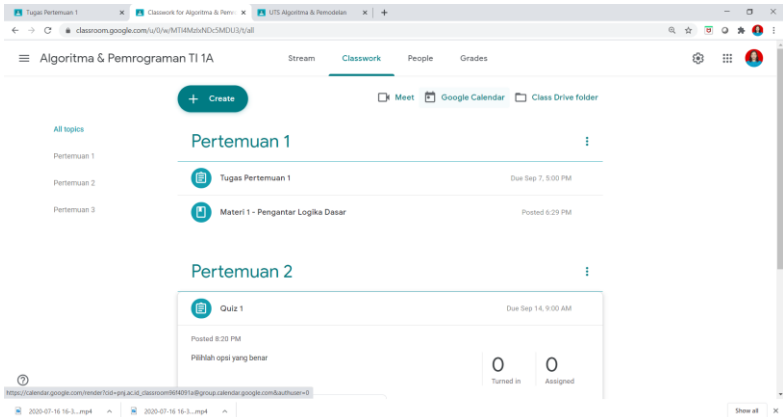 Tugas Pertemuan 1
Classwork for Algoritma & Pemro
UTS Algoritma & Pemodelan
classroom.google.com/u/0/w/MTI4MzIxNDc5MDU3/t/all
Algoritma & Pemrograman TI 1A
Stream
Classwork
People
Grades
+ Create
Meet
Google Calendar
Class Drive folder
All topics
Pertemuan 1
Pertemuan 2
Pertemuan 3
Pertemuan 1
Tugas Pertemuan 1
Due Sep 7, 5:00 PM
Materi 1 - Pengantar Logika Dasar
Posted 6:29 PM
Pertemuan 2
Quiz 1
Due Sep 14, 9:00 AM
Posted 8:20 PM
Pilihlah opsi yang benar
0
Turned in
0
Assigned
https://calendar.google.com/render?cid=pnj.ac.id_classroom96f4091a@group.calendar.google.com&authuser=0
2020-07-16 16-3....mp4
2020-07-16 16-3....mp4
Show all